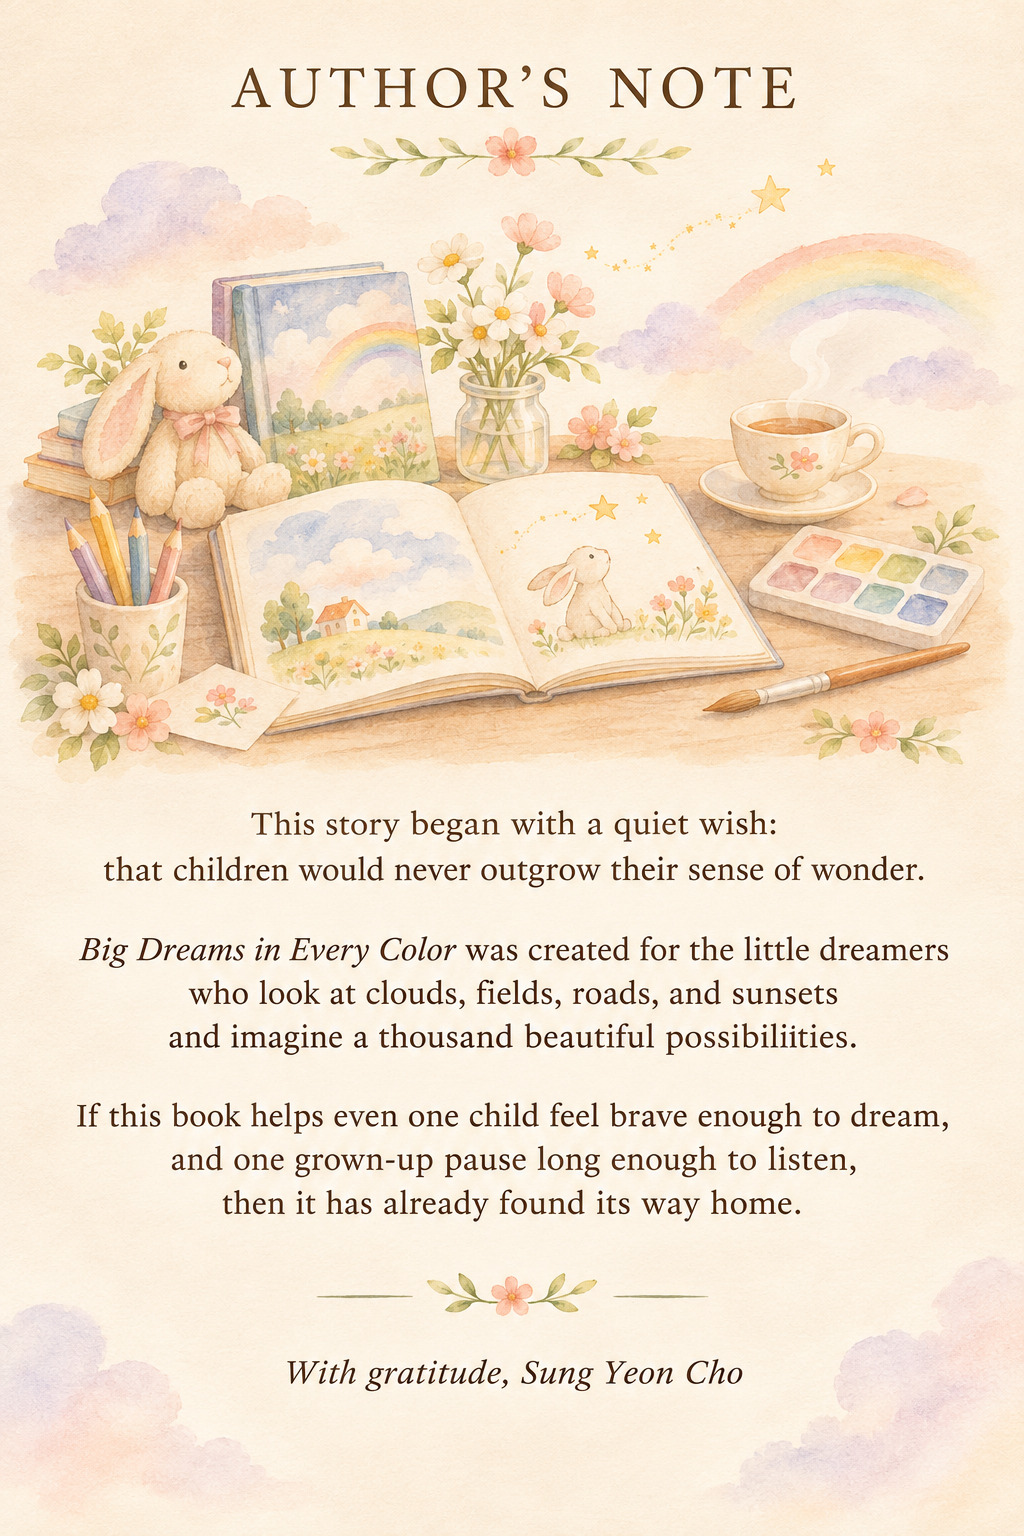 AUTHOR’S NOTE
This story began with a quiet wish:
that children would never outgrow their sense of wonder.
Big Dreams in Every Color was created for the little dreamers
who look at clouds, fields, roads, and sunsets
and imagine a thousand beautiful possibiliities.
If this book helps even one child feel brave enough to dream,
and one grown-up pause long enough to listen,
then it has already found its way home.
With gratitude, Sung Yeon Cho